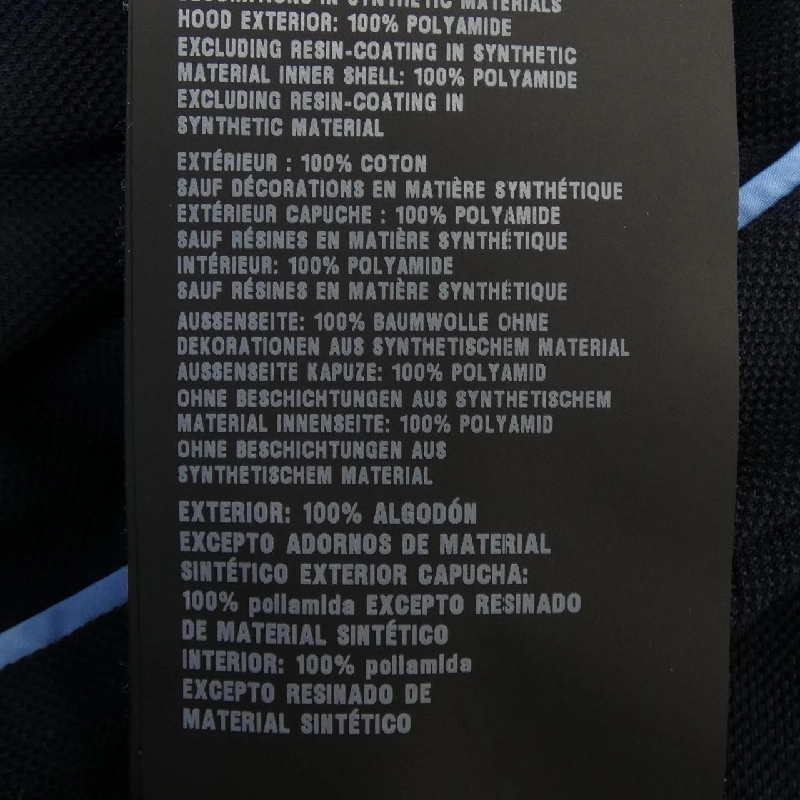 DECORATIONS IN SYNTHETIC MATERIALS
HOOD EXTERIOR: 100% POLYAMIDE
EXCLUDING RESIN-COATING IN SYNTHETIC
MATERIAL INNER SHELL: 100% POLYAMIDE
EXCLUDING RESIN-COATING IN
SYNTHETIC MATERIAL
EXTÉRIEUR : 100% COTON
SAUF DÉCORATIONS EN MATIÈRE SYNTHÉTIQUE
EXTÉRIEUR CAPUCHE : 100% POLYAMIDE
SAUF RÉSINES EN MATIÈRE SYNTHÉTIQUE
INTÉRIEUR: 100% POLYAMIDE
SAUF RÉSINES EN MATIÈRE SYNTHÉTIQUE
AUSSENSEITE: 100% BAUMWOLLE OHNE
DEKORATIONEN AUS SYNTHETISCHEM MATERIAL
AUSSENSEITE KAPUZE: 100% POLYAMID
OHNE BESCHICHTUNGEN AUS SYNTHETISCHEM
MATERIAL INNENSEITE: 100% POLYAMID
OHNE BESCHICHTUNGEN AUS
SYNTHETISCHEM MATERIAL
EXTERIOR: 100% ALGODÓN
EXCEPTO ADORNOS DE MATERIAL
SINTÉTICO EXTERIOR CAPUCHA:
100% poliamida EXCEPTO RESINADO
DE MATERIAL SINTÉTICO
INTERIOR: 100% poliamida
EXCEPTO RESINADO DE
MATERIAL SINTÉTICO